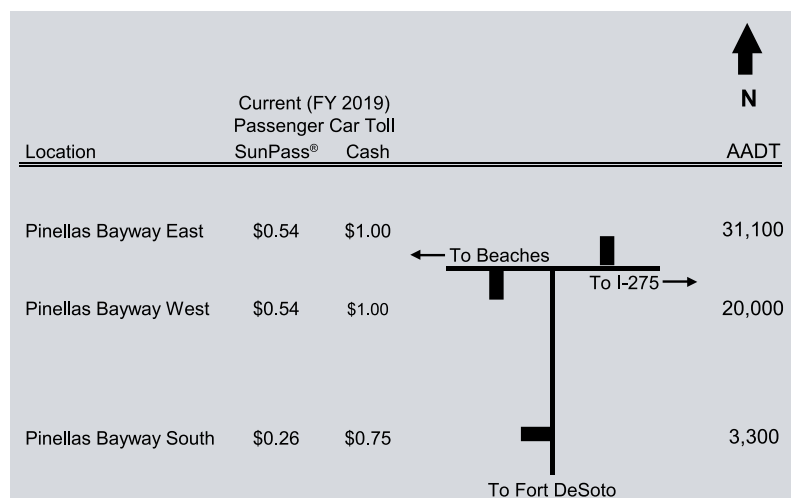 N
Current (FY 2019)
Passenger Car Toll
Location SunPass® Cash AADT
Pinellas Bayway East $0.54 $1.00 31,100
To Beaches
To I-275
Pinellas Bayway West $0.54 $1.00 20,000
Pinellas Bayway South $0.26 $0.75 3,300
To Fort DeSoto